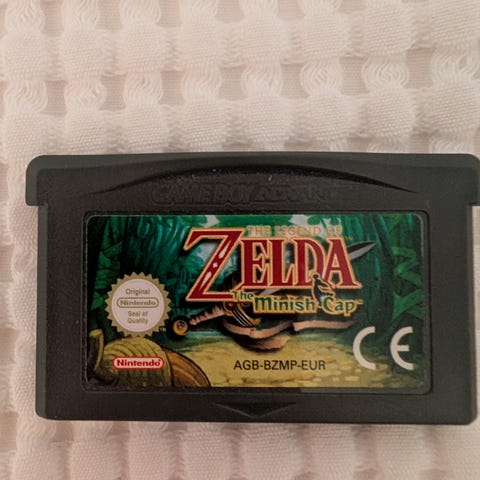 GAME BOY ADVANCE
THE LEGEND OF
ZELDA
The Minish Cap™
Original
Nintendo
Seal of
Quality
Nintendo
AGB-BZMP-EUR
CE